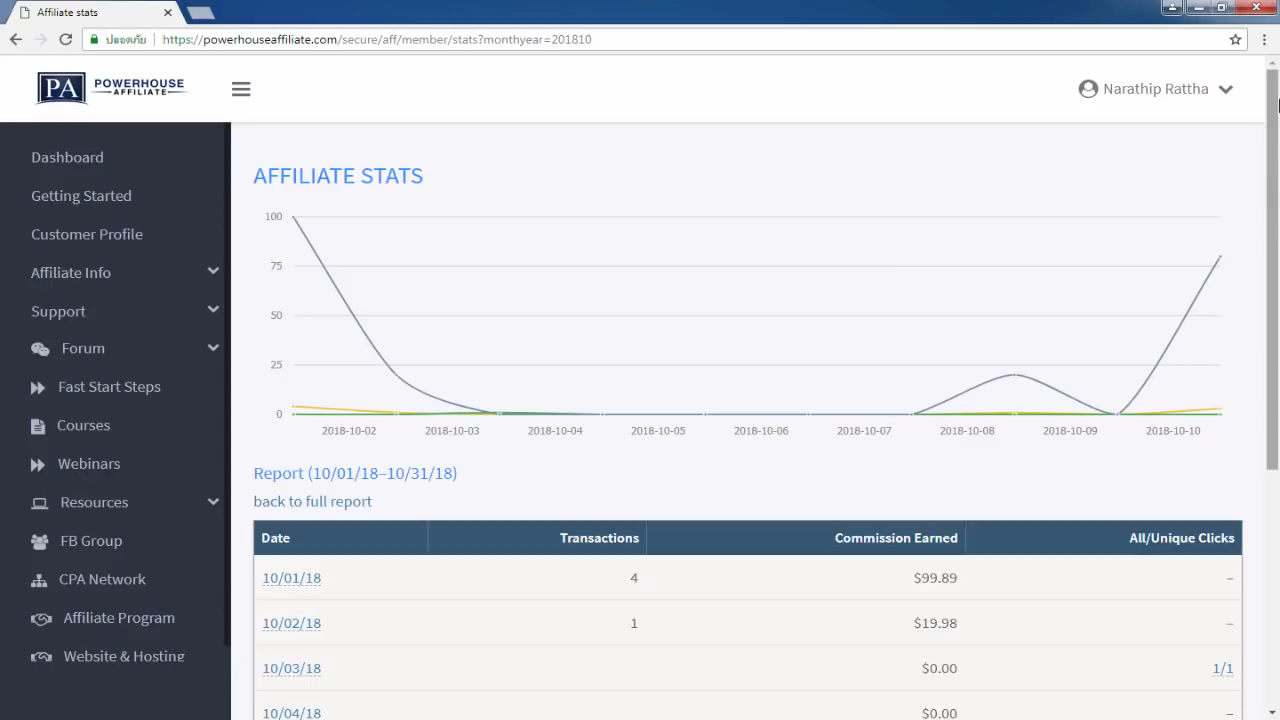 Affiliate stats
ปลอดภัย https://powerhouseaffiliate.com/secure/aff/member/stats?monthyear=201810
PA POWERHOUSE AFFILIATE
Narathip Rattha
Dashboard
Getting Started
Customer Profile
Affiliate Info
Support
Forum
Fast Start Steps
Courses
Webinars
Resources
FB Group
CPA Network
Affiliate Program
Website & Hosting
AFFILIATE STATS
100
75
50
25
0
2018-10-02 2018-10-03 2018-10-04 2018-10-05 2018-10-06 2018-10-07 2018-10-08 2018-10-09 2018-10-10
Report (10/01/18–10/31/18)
back to full report
Date Transactions Commission Earned All/Unique Clicks
10/01/18 4 $99.89 –
10/02/18 1 $19.98 –
10/03/18 $0.00 1/1
10/04/18 $0.00 –